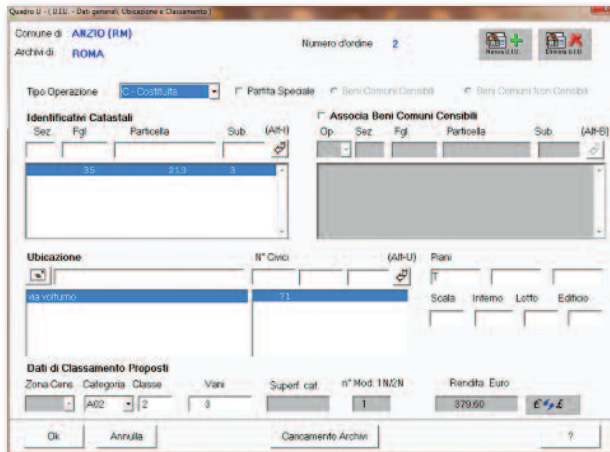 Quadro U - ( U.I.U. - Dati generali, Ubicazione e Classamento )
Comune di ANZIO (RM)
Archivi di ROMA
Numero d'ordine 2
Nuova U.I.U.
Elimina U.I.U.
Tipo Operazione C - Costituita Partita Speciale Beni Comuni Censibili Beni Comuni Non Censibili
Identificativi Catastali Associa Beni Comuni Censibili
Sez. Fgl. Particella Sub. (Alt-I) Op. Sez. Fgl. Particella Sub. (Alt-B)
35 213 3
Ubicazione N° Civici (Alt-U) Piani
T
via volturno 71
Scala Interno Lotto Edificio
Dati di Classamento Proposti
Zona Cens. Categoria Classe Vani Superf. cat. n° Mod. 1N/2N Rendita Euro
A02 2 3 1 379.60
Ok Annulla Caricamento Archivi ?